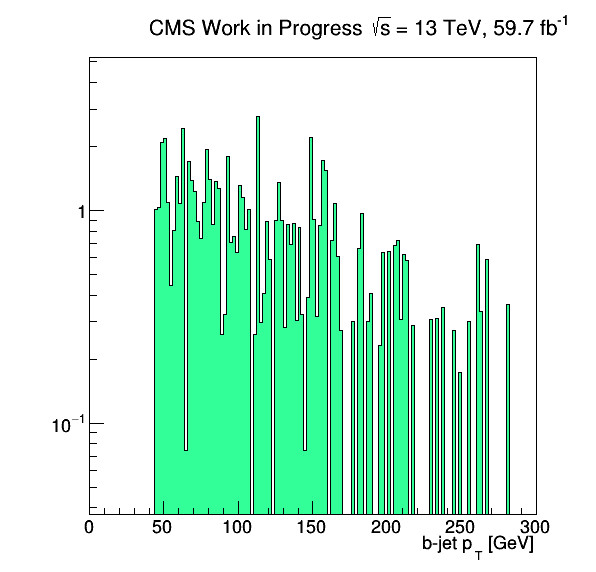 CMS Work in Progress √s = 13 TeV, 59.7 fb⁻¹
1
10⁻¹
0 50 100 150 200 250 300
b-jet p_T [GeV]